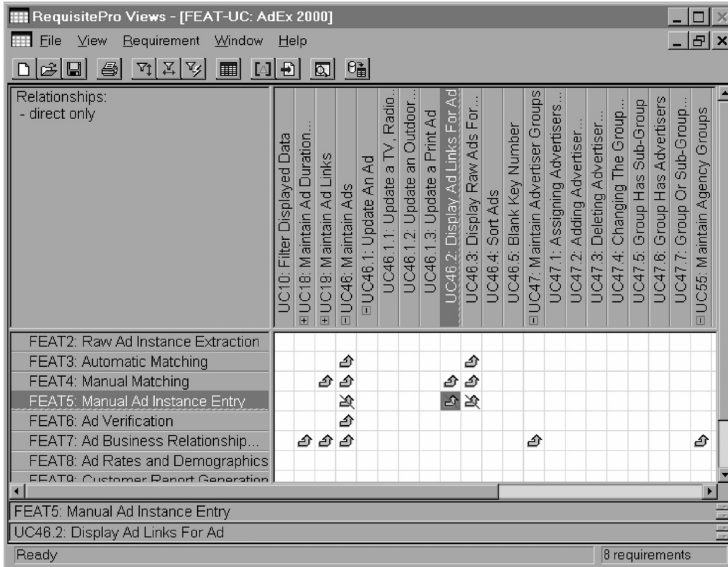 RequisitePro Views - [FEAT-UC: AdEx 2000]
File View Requirement Window Help
Relationships:
- direct only
UC10: Filter Displayed Data
UC18: Maintain Ad Duration...
UC19: Maintain Ad Links
UC46: Maintain Ads
UC46.1: Update An Ad
UC46.1.1: Update a TV, Radio...
UC46.1.2: Update an Outdoor...
UC46.1.3: Update a Print Ad
UC46.2: Display Ad Links For Ad
UC46.3: Display Raw Ads For...
UC46.4: Sort Ads
UC46.5: Blank Key Number
UC47: Maintain Advertiser Groups
UC47.1: Assigning Advertisers...
UC47.2: Adding Advertiser...
UC47.3: Deleting Advertiser...
UC47.4: Changing The Group...
UC47.5: Group Has Sub-Group
UC47.6: Group Has Advertisers
UC47.7: Group Or Sub-Group...
UC55: Maintain Agency Groups
FEAT2: Raw Ad Instance Extraction
FEAT3: Automatic Matching
FEAT4: Manual Matching
FEAT5: Manual Ad Instance Entry
FEAT6: Ad Verification
FEAT7: Ad Business Relationship...
FEAT8: Ad Rates and Demographics
FEAT9: Customer Report Generation
FEAT5: Manual Ad Instance Entry
UC46.2: Display Ad Links For Ad
Ready 8 requirements